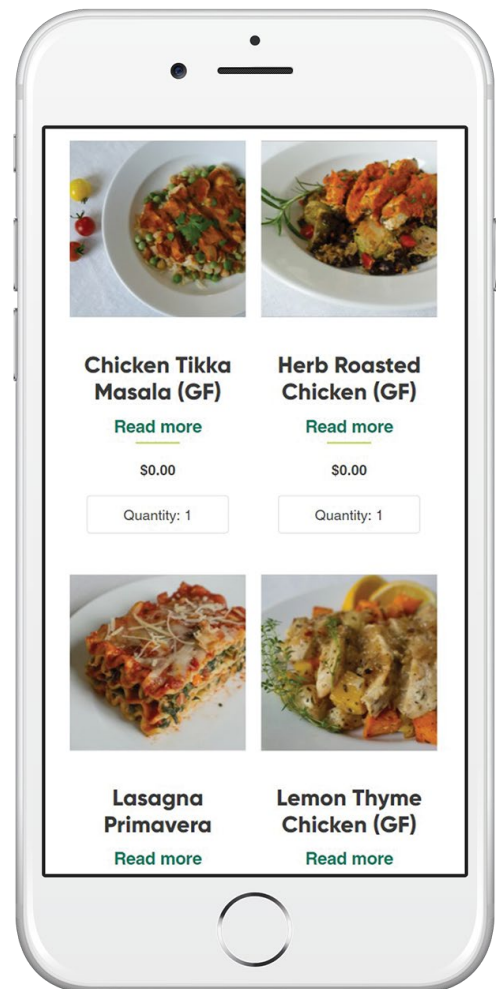 Chicken Tikka
Masala (GF)
Read more
$0.00
Quantity: 1
Herb Roasted
Chicken (GF)
Read more
$0.00
Quantity: 1
Lasagna
Primavera
Read more
Lemon Thyme
Chicken (GF)
Read more